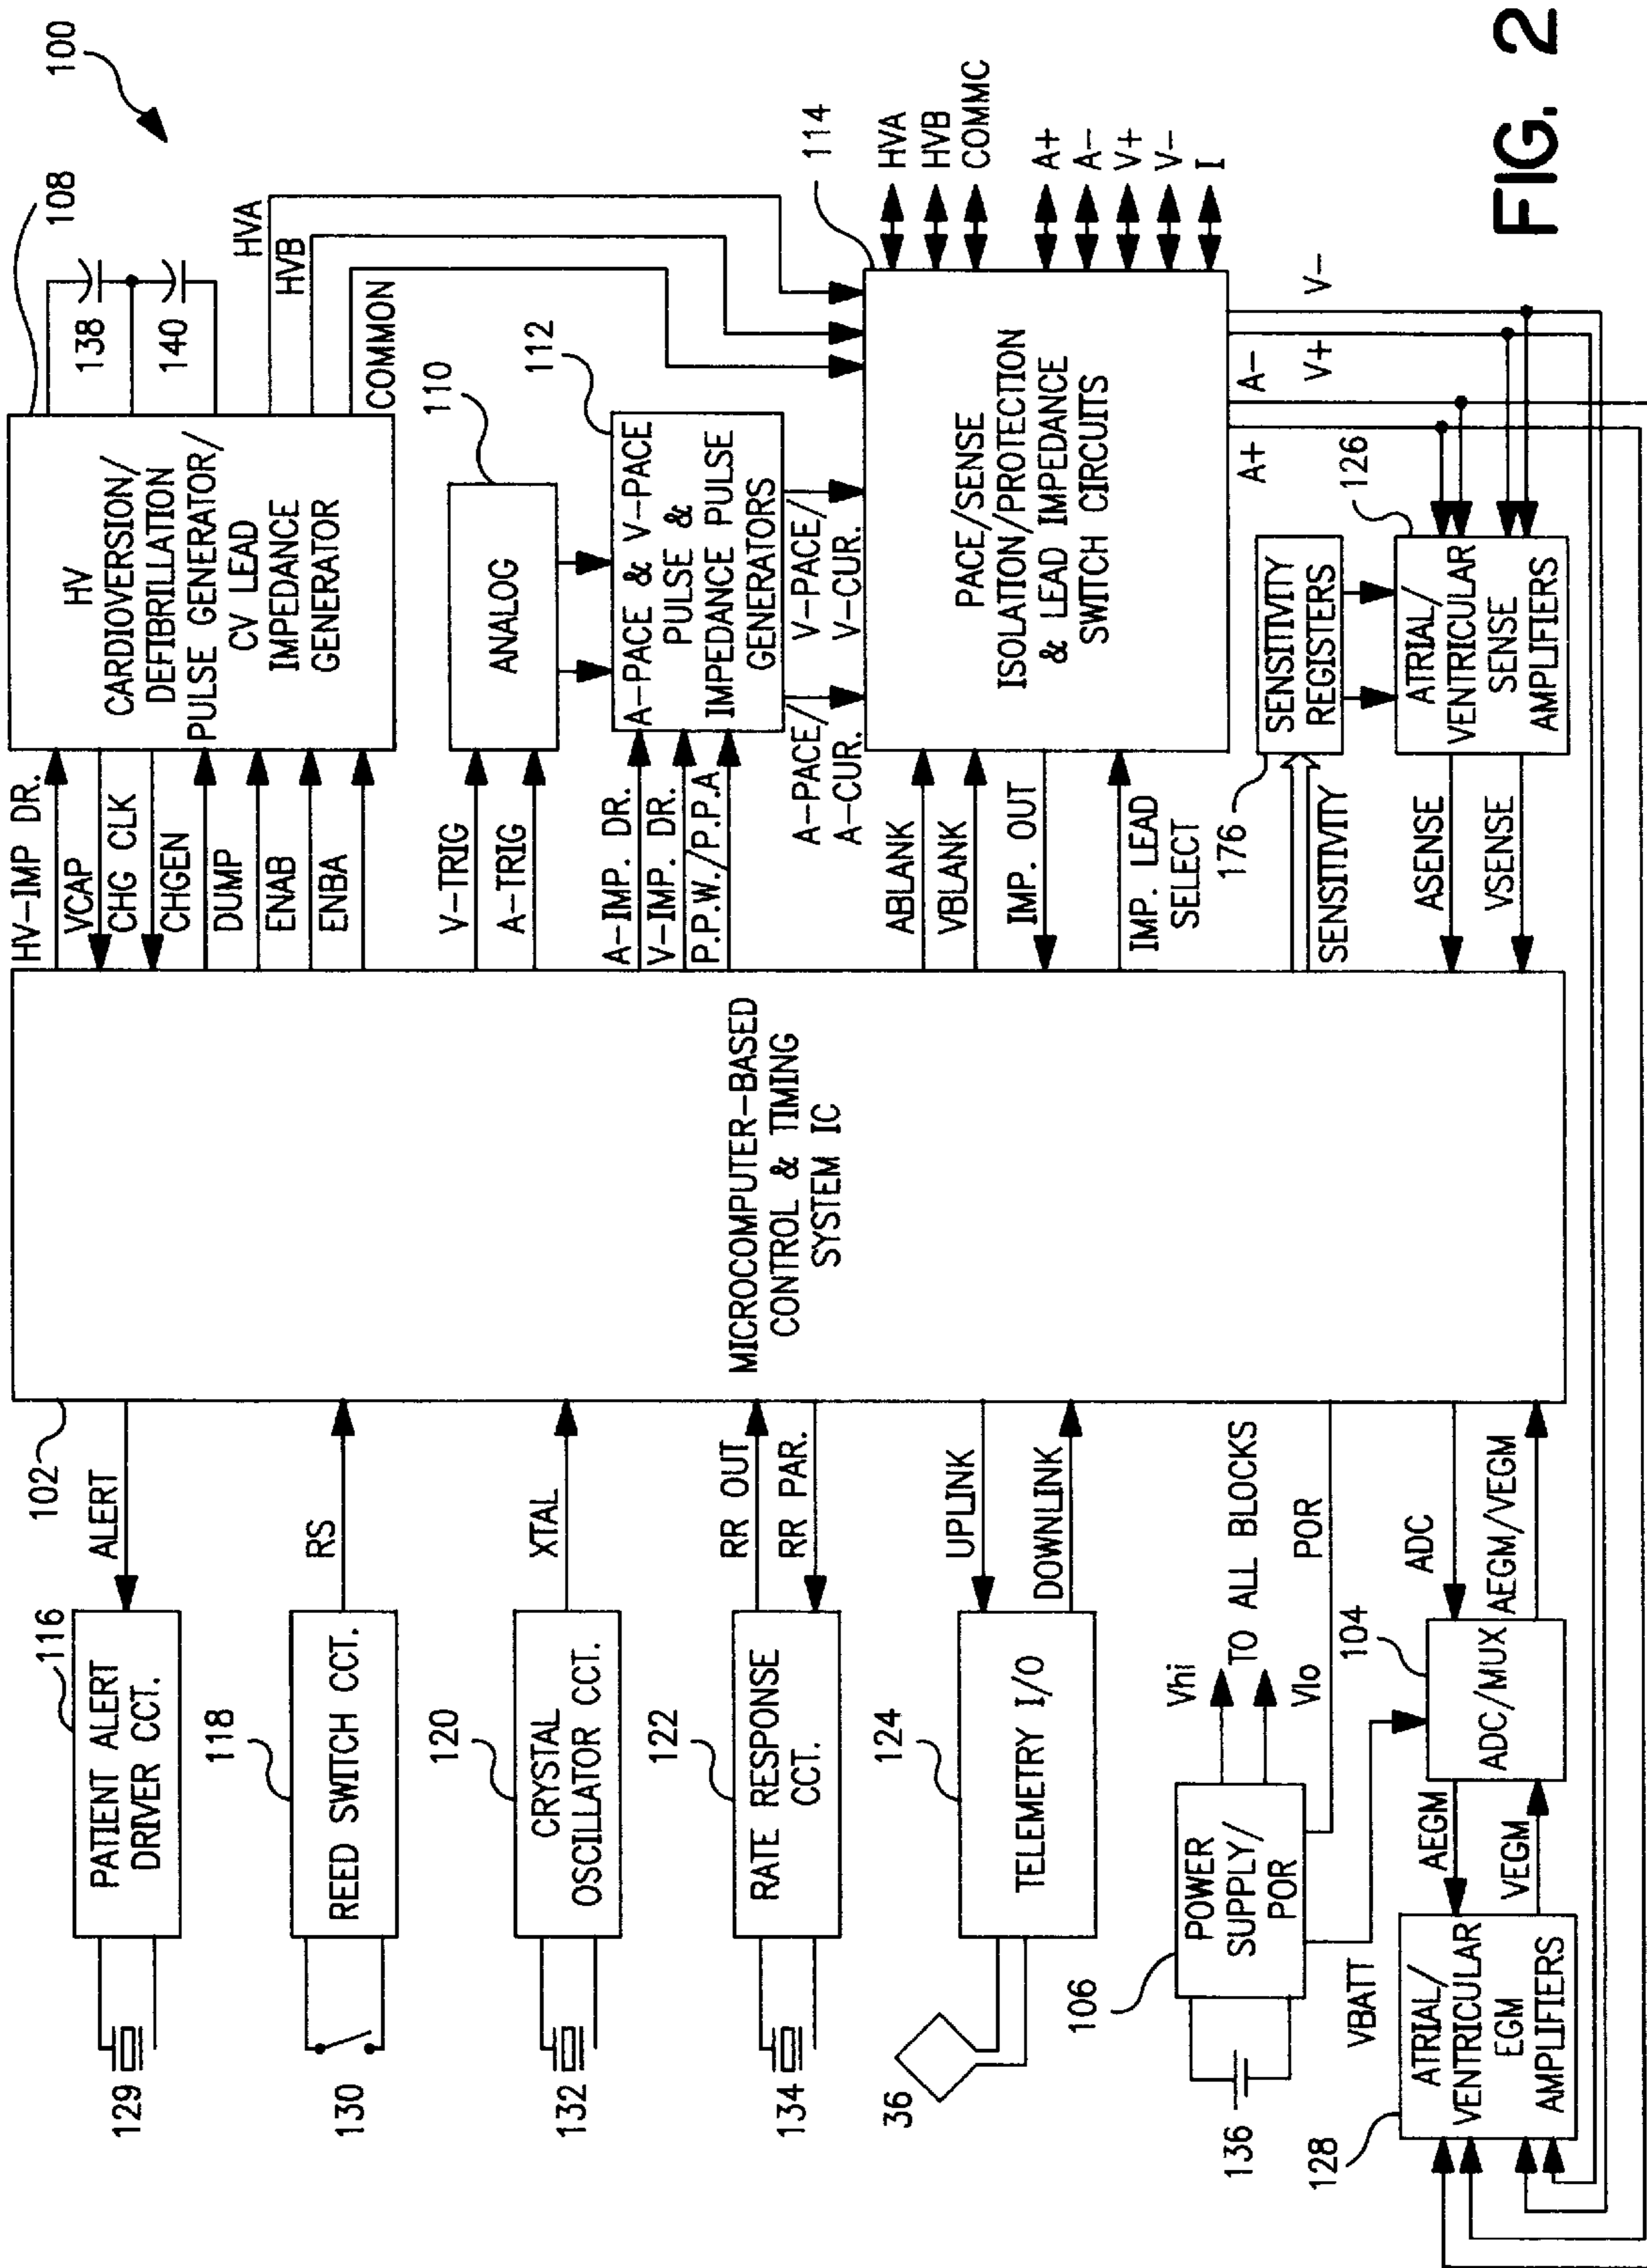 100
129
PATIENT ALERT
DRIVER CCT.
116
ALERT
102
130
REED SWITCH CCT.
118
RS
132
CRYSTAL
OSCILLATOR CCT.
120
XTAL
134
RATE RESPONSE
CCT.
122
RR OUT
RR PAR.
36
TELEMETRY I/O
124
UPLINK
DOWNLINK
136
106
POWER
SUPPLY/
POR
Vhi
Vlo
TO ALL BLOCKS
POR
VBATT
128
ATRIAL/
VENTRICULAR
EGM
AMPLIFIERS
AEGM
VEGM
ADC/MUX
104
ADC
AEGM/VEGM
MICROCOMPUTER-BASED
CONTROL & TIMING
SYSTEM IC
HV-IMP DR.
VCAP
CHG CLK
CHGEN
DUMP
ENAB
ENBA
HV
CARDIOVERSION/
DEFIBRILLATION
PULSE GENERATOR/
CV LEAD
IMPEDANCE
GENERATOR
108
138
140
HVA
HVB
COMMON
V-TRIG
A-TRIG
ANALOG
110
A-IMP. DR.
V-IMP. DR.
P.P.W./P.P.A
A-PACE & V-PACE
PULSE &
IMPEDANCE PULSE
GENERATORS
112
A-PACE/
A-CUR.
V-PACE/
V-CUR.
ABLANK
VBLANK
IMP. OUT
IMP. LEAD
SELECT
PACE/SENSE
ISOLATION/PROTECTION
& LEAD IMPEDANCE
SWITCH CIRCUITS
114
HVA
HVB
COMMC
A+
A-
V+
V-
I
A+
A-
V+
V-
176
SENSITIVITY
SENSITIVITY
REGISTERS
ASENSE
VSENSE
ATRIAL/
VENTRICULAR
SENSE
AMPLIFIERS
126
FIG. 2